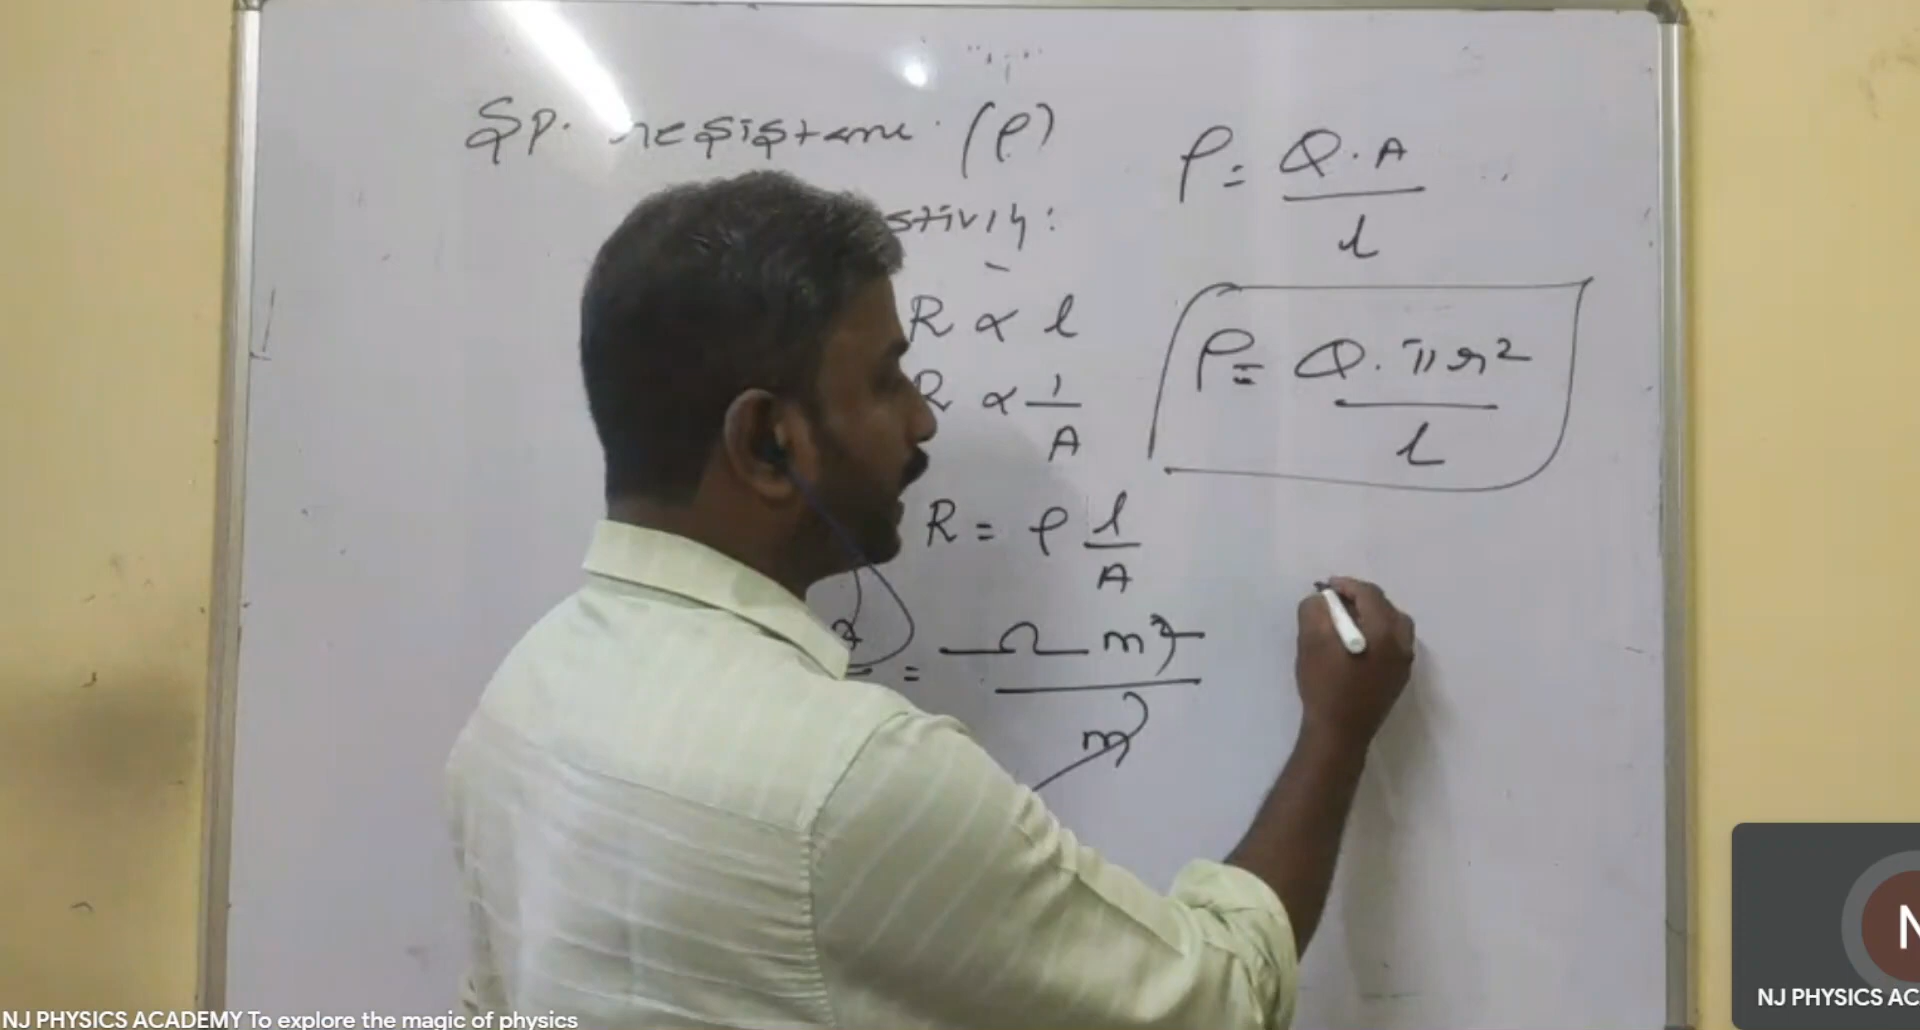 Sp. resistance (ρ)
stivity:
R ∝ l
R ∝ 1/A
R = ρ l/A
= Ω m²/m
ρ = Q.A/l
ρ = Q.πr²/l
NJ PHYSICS ACADEMY To explore the magic of physics
N
NJ PHYSICS AC